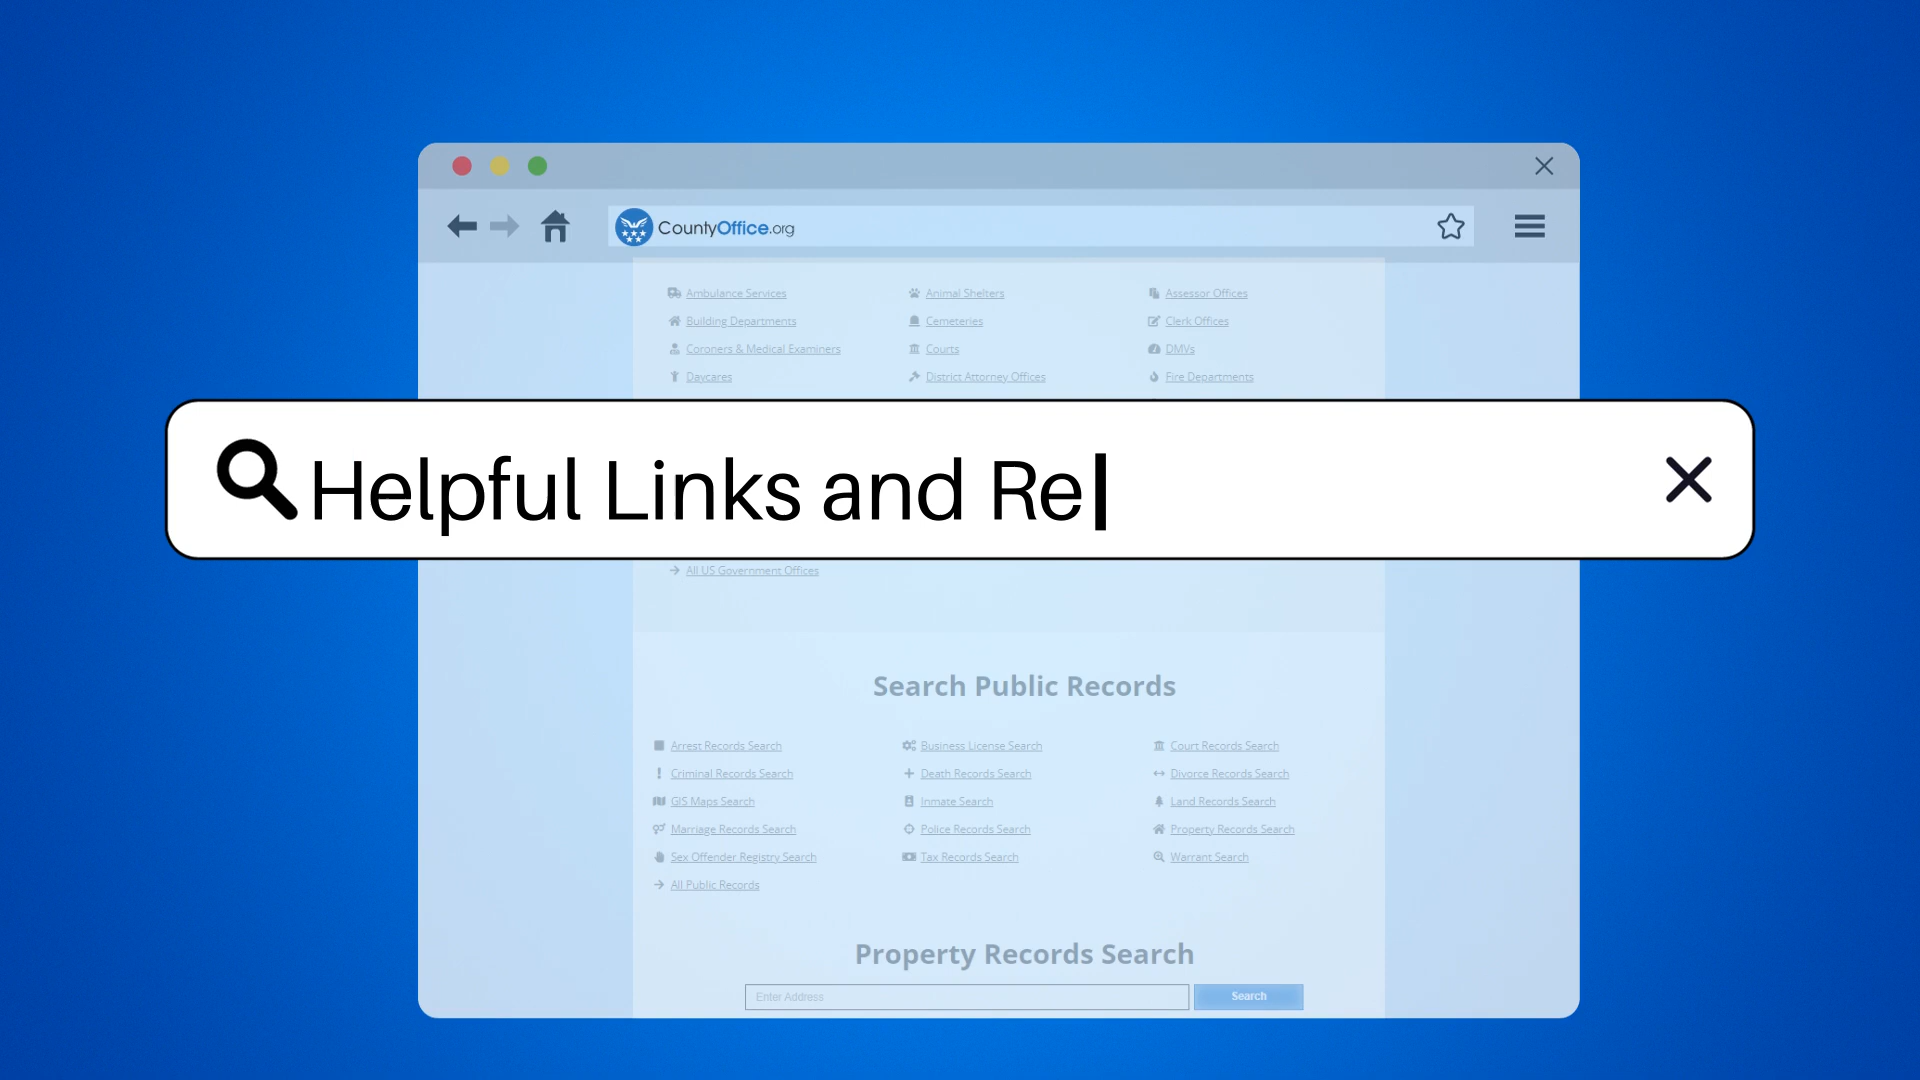 CountyOffice.org
Ambulance Services Animal Shelters Assessor Offices
Building Departments Cemeteries Clerk Offices
Coroners & Medical Examiners Courts DMVs
Daycares District Attorney Offices Fire Departments
Helpful Links and Re
All US Government Offices
Search Public Records
Arrest Records Search Business License Search Court Records Search
Criminal Records Search Death Records Search Divorce Records Search
GIS Maps Search Inmate Search Land Records Search
Marriage Records Search Police Records Search Property Records Search
Sex Offender Registry Search Tax Records Search Warrant Search
All Public Records
Property Records Search
Enter Address Search